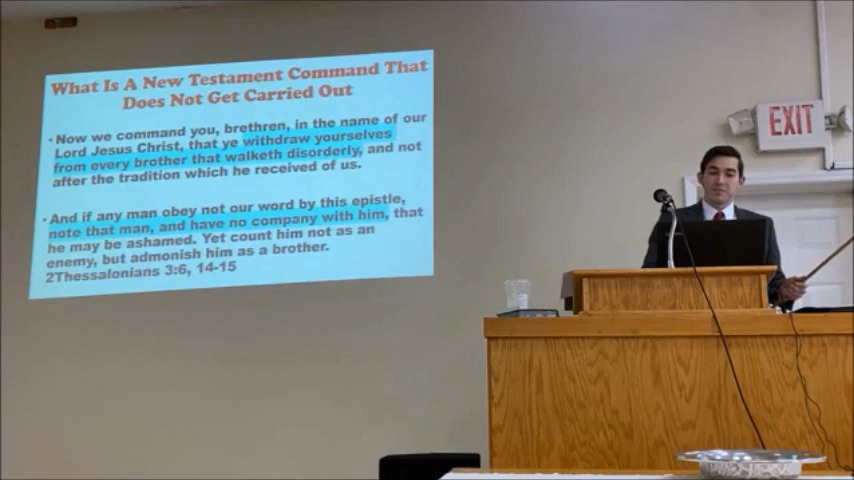 What Is A New Testament Command That
Does Not Get Carried Out
• Now we command you, brethren, in the name of our
Lord Jesus Christ, that ye withdraw yourselves
from every brother that walketh disorderly, and not
after the tradition which he received of us.
• And if any man obey not our word by this epistle,
note that man, and have no company with him, that
he may be ashamed. Yet count him not as an
enemy, but admonish him as a brother.
2Thessalonians 3:6, 14-15
EXIT